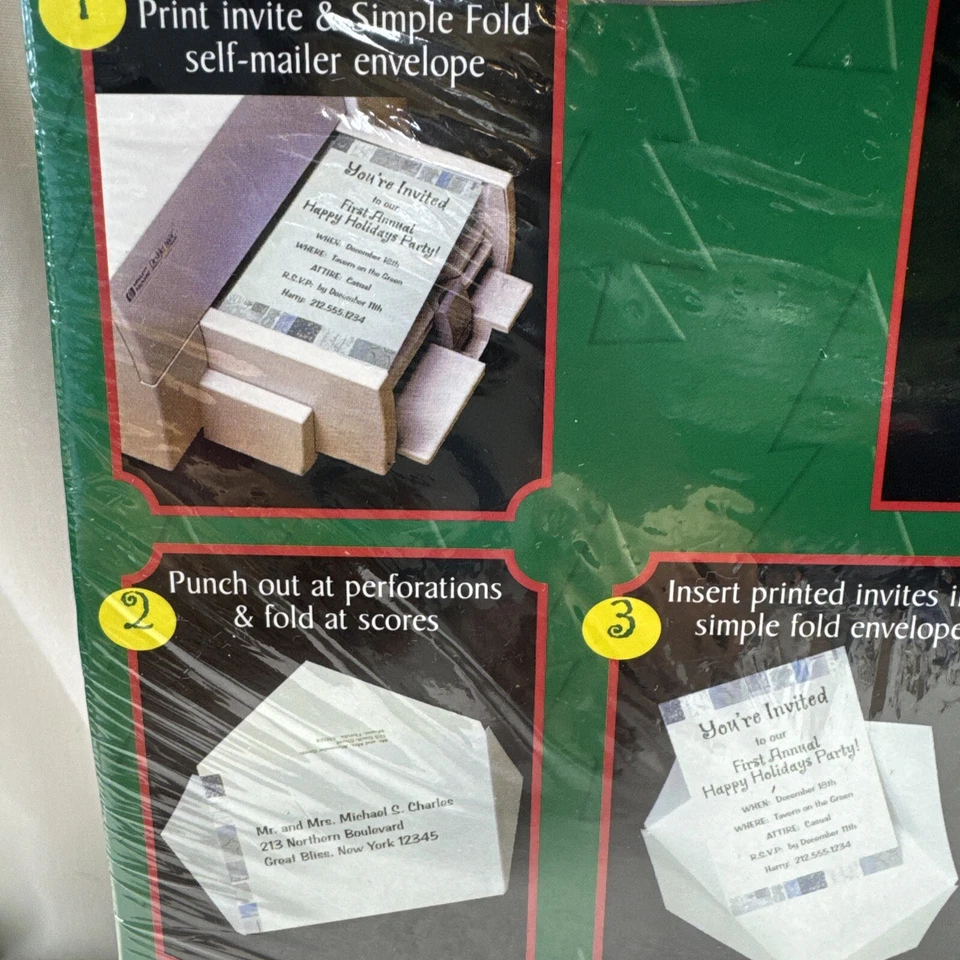 1
Print invite & Simple Fold
self-mailer envelope
You're Invited
to our
First Annual
Happy Holidays Party!
WHEN: December 18th
WHERE: Tavern on the Green
ATTIRE: Casual
R.S.V.P: by December 11th
Harry: 212.555.1234
2
Punch out at perforations
& fold at scores
Mr. and Mrs. Michael S. Charles
213 Northern Boulevard
Great Bliss, New York 12345
3
Insert printed invites
simple fold envelope
You're Invited
to our
First Annual
Happy Holidays Party!
WHEN: December 18th
WHERE: Tavern on the Green
ATTIRE: Casual
R.S.V.P: by December 11th
Harry: 212.555.1234